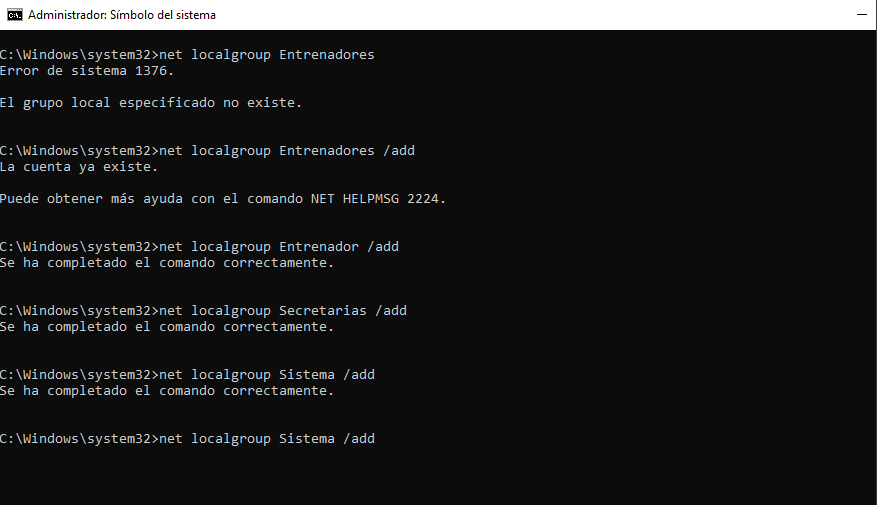 Administrador: Símbolo del sistema
C:\Windows\system32>net localgroup Entrenadores
Error de sistema 1376.
El grupo local especificado no existe.
C:\Windows\system32>net localgroup Entrenadores /add
La cuenta ya existe.
Puede obtener más ayuda con el comando NET HELPMSG 2224.
C:\Windows\system32>net localgroup Entrenador /add
Se ha completado el comando correctamente.
C:\Windows\system32>net localgroup Secretarias /add
Se ha completado el comando correctamente.
C:\Windows\system32>net localgroup Sistema /add
Se ha completado el comando correctamente.
C:\Windows\system32>net localgroup Sistema /add